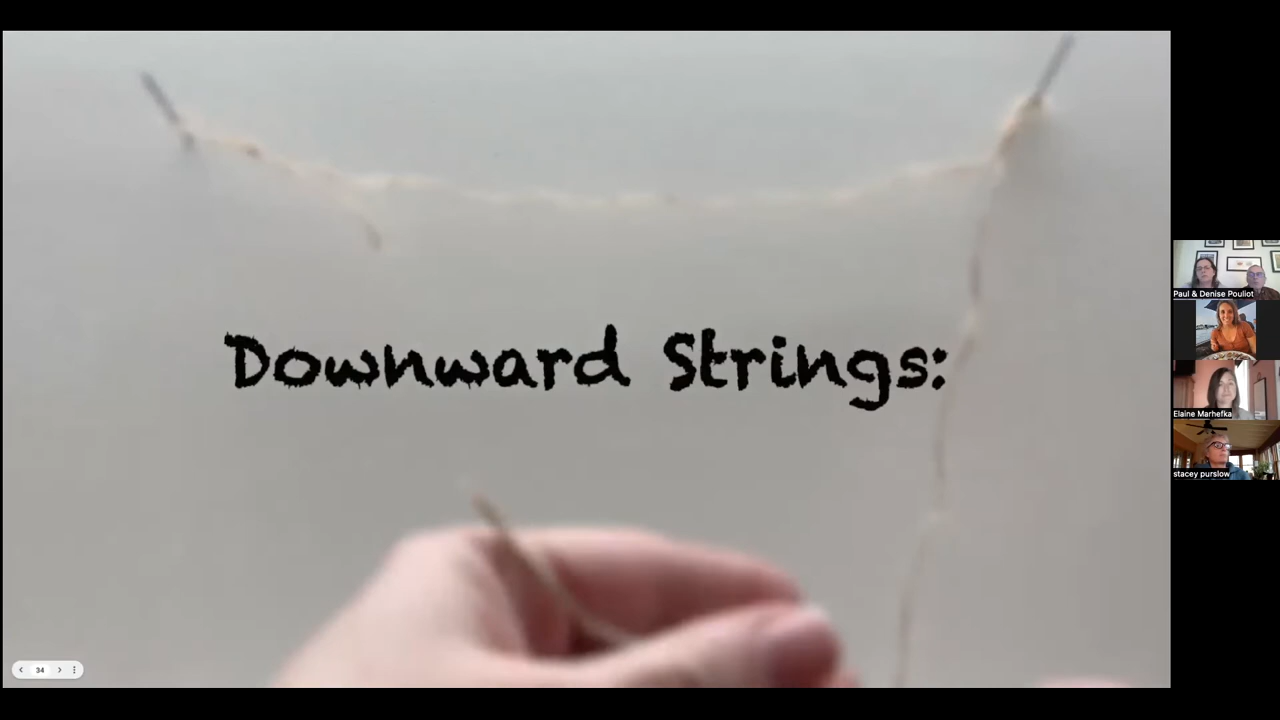 Downward Strings:
34
Paul & Denise Pouliot
Elaine Marhefka
stacey purslow